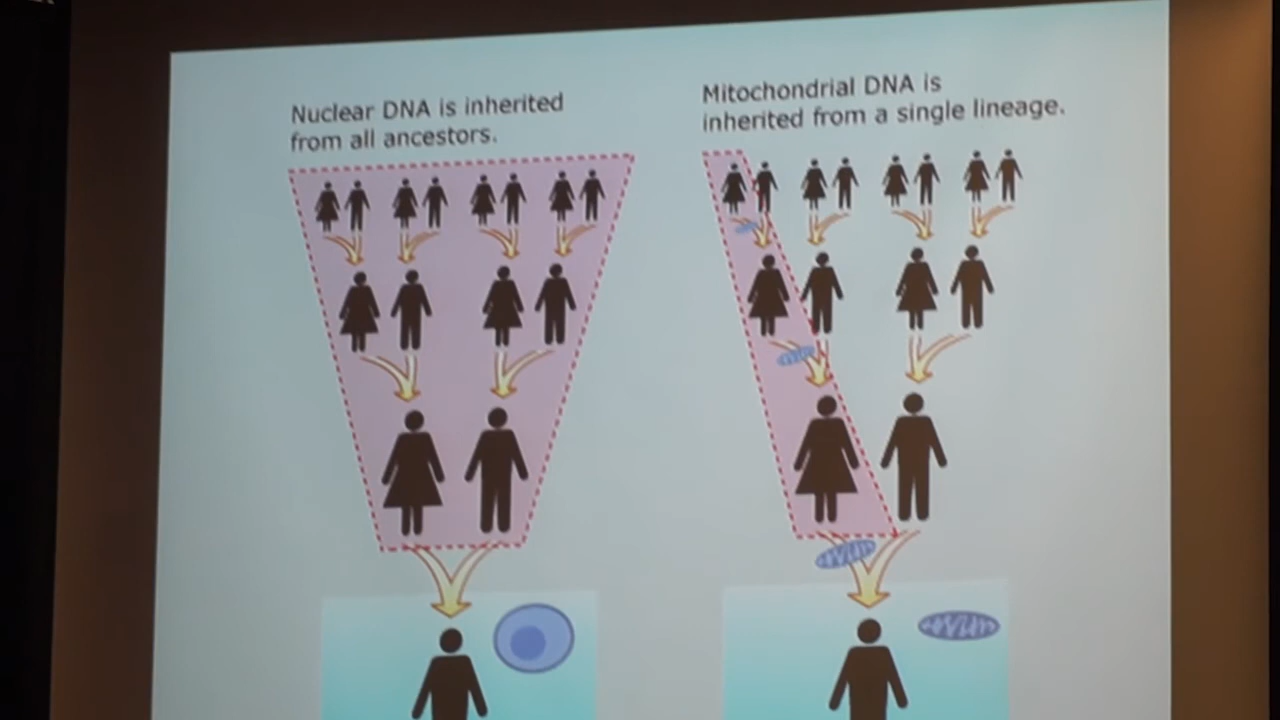 Nuclear DNA is inherited
from all ancestors.
Mitochondrial DNA is
inherited from a single lineage.